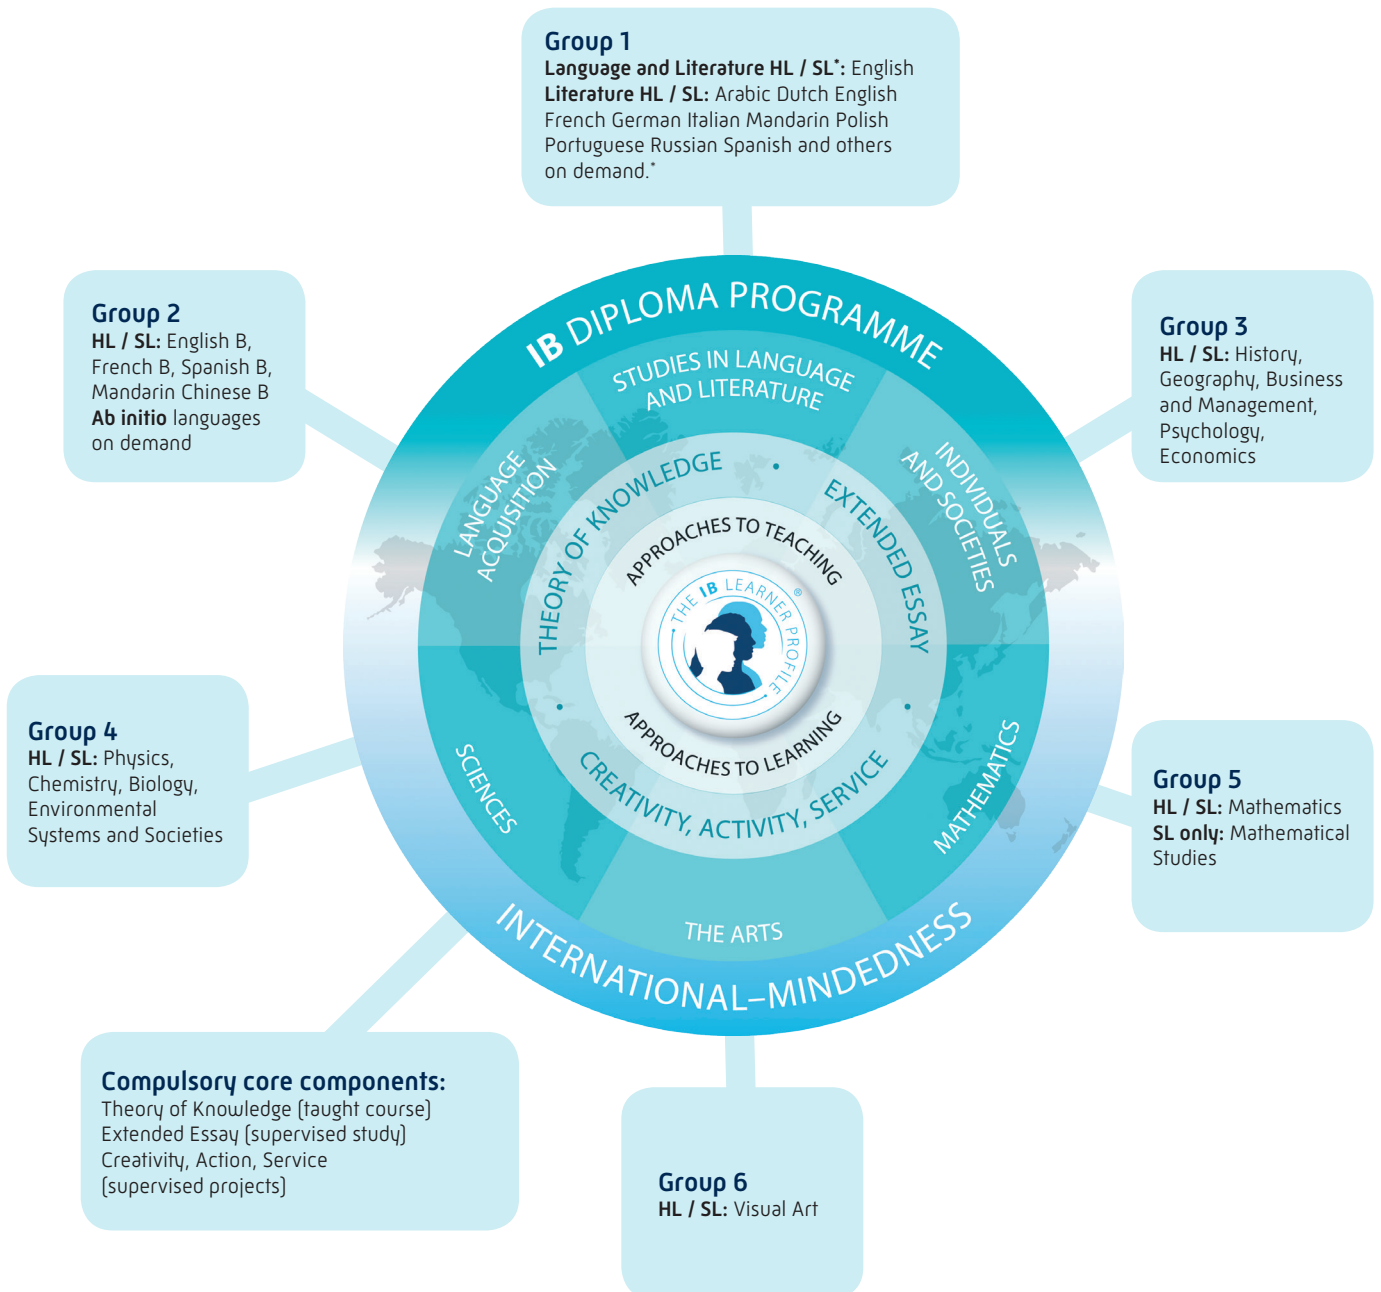 Group 1
Language and Literature HL / SL*: English
Literature HL / SL: Arabic Dutch English
French German Italian Mandarin Polish
Portuguese Russian Spanish and others
on demand.*
Group 2
HL / SL: English B,
French B, Spanish B,
Mandarin Chinese B
Ab initio languages
on demand
Group 3
HL / SL: History,
Geography, Business
and Management,
Psychology,
Economics
IB DIPLOMA PROGRAMME
STUDIES IN LANGUAGE
AND LITERATURE
LANGUAGE
ACQUISITION
INDIVIDUALS
AND SOCIETIES
THEORY OF KNOWLEDGE
EXTENDED ESSAY
APPROACHES TO TEACHING
THE IB LEARNER PROFILE
®
APPROACHES TO LEARNING
CREATIVITY, ACTIVITY, SERVICE
SCIENCES
MATHEMATICS
THE ARTS
INTERNATIONAL–MINDEDNESS
Group 4
HL / SL: Physics,
Chemistry, Biology,
Environmental
Systems and Societies
Group 5
HL / SL: Mathematics
SL only: Mathematical
Studies
Compulsory core components:
Theory of Knowledge (taught course)
Extended Essay (supervised study)
Creativity, Action, Service
(supervised projects)
Group 6
HL / SL: Visual Art